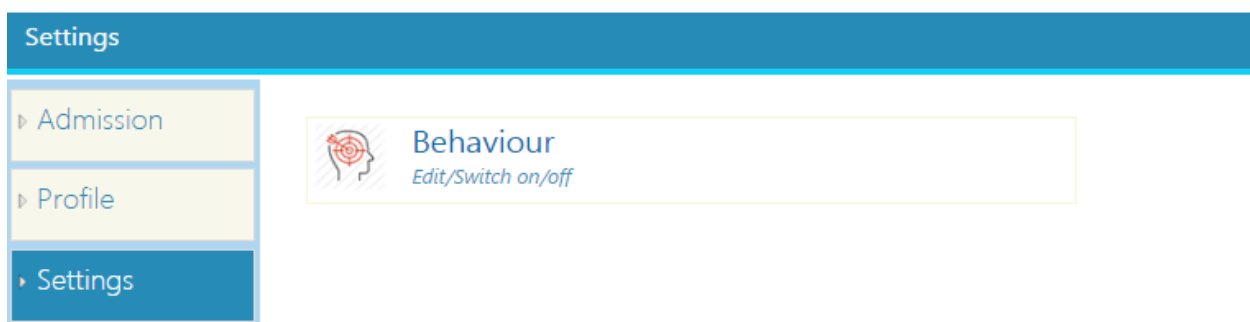 Settings
Admission
Profile
Settings
Behaviour
Edit/Switch on/off